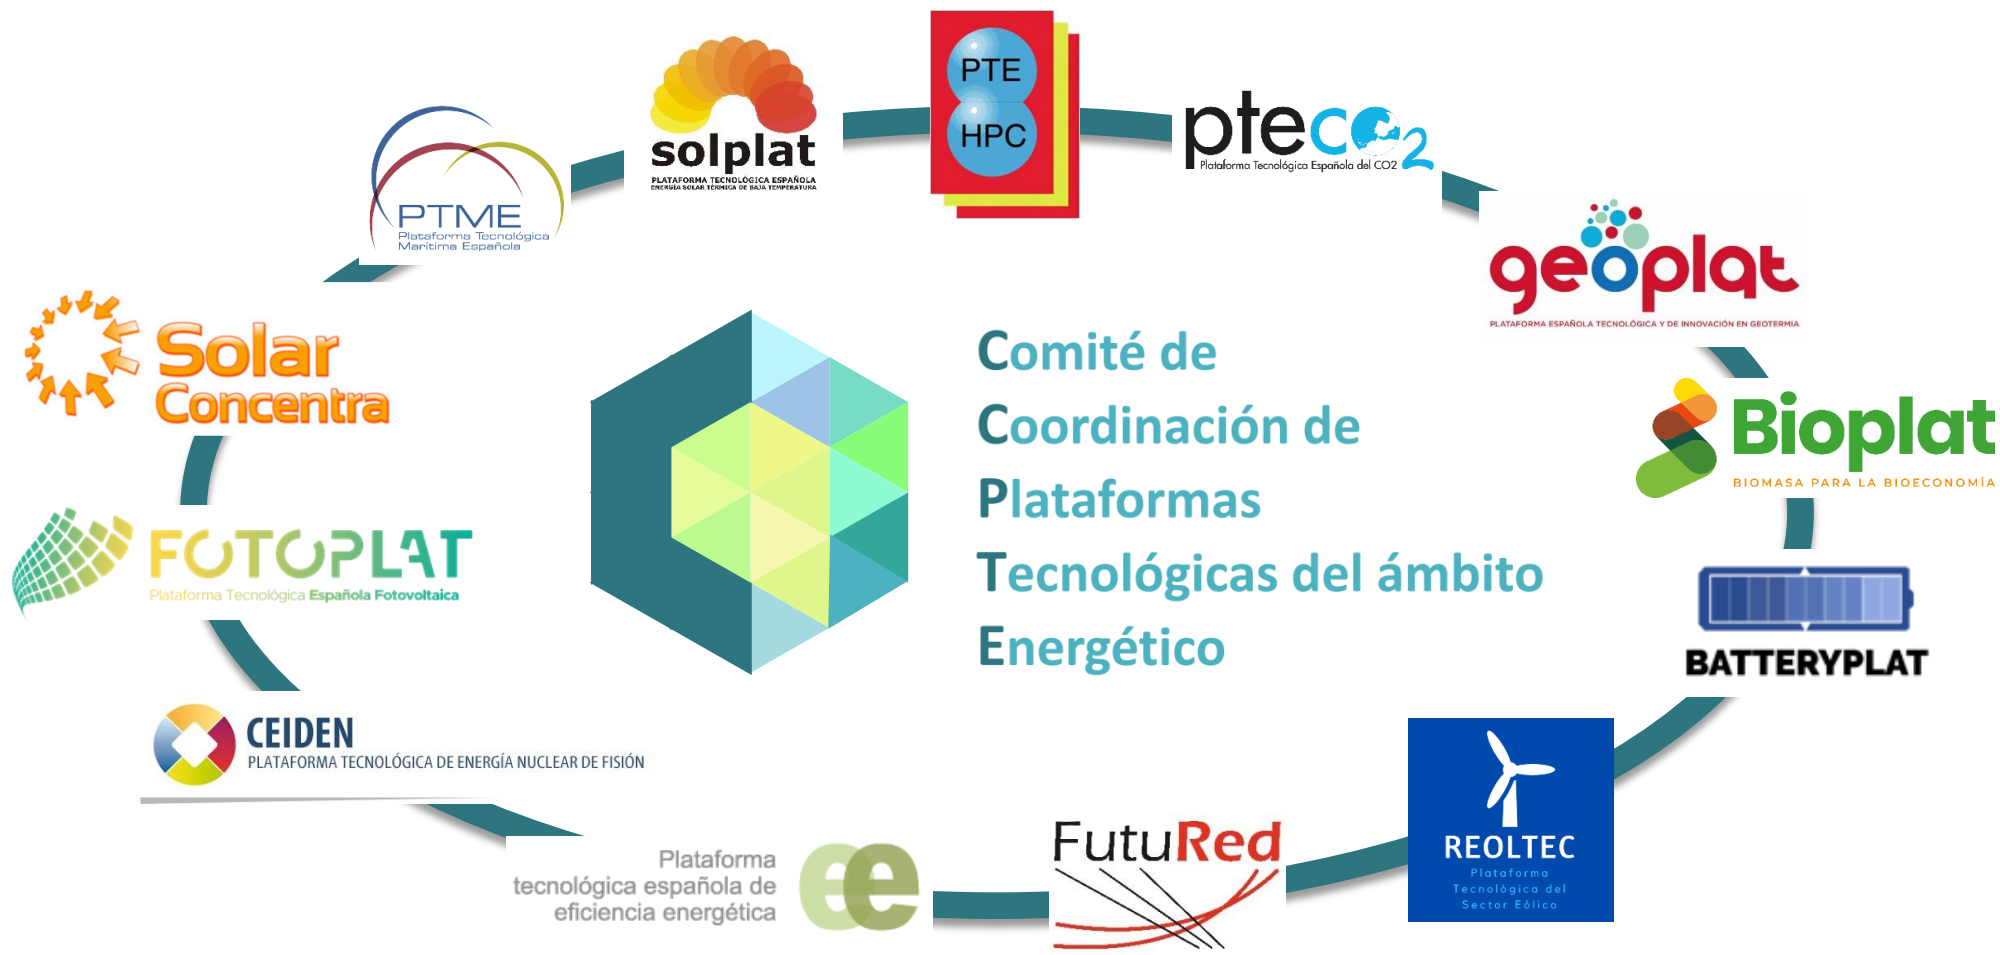 solplat
PLATAFORMA TECNOLÓGICA ESPAÑOLA
ENERGÍA SOLAR TÉRMICA DE BAJA TEMPERATURA
PTE
HPC
pteco2
Plataforma Tecnológica Española del CO2
PTME
Plataforma Tecnológica
Marítima Española
geoplat
PLATAFORMA ESPAÑOLA TECNOLÓGICA Y DE INNOVACIÓN EN GEOTERMIA
Solar
Concentra
Comité de
Coordinación de
Plataformas
Tecnológicas del ámbito
Energético
Bioplat
BIOMASA PARA LA BIOECONOMÍA
FOTOPLAT
Plataforma Tecnológica Española Fotovoltaica
BATTERYPLAT
CEIDEN
PLATAFORMA TECNOLÓGICA DE ENERGÍA NUCLEAR DE FISIÓN
Plataforma
tecnológica española de
eficiencia energética
ee
FutuRed
REOLTEC
Plataforma
Tecnológica del
Sector Eólico